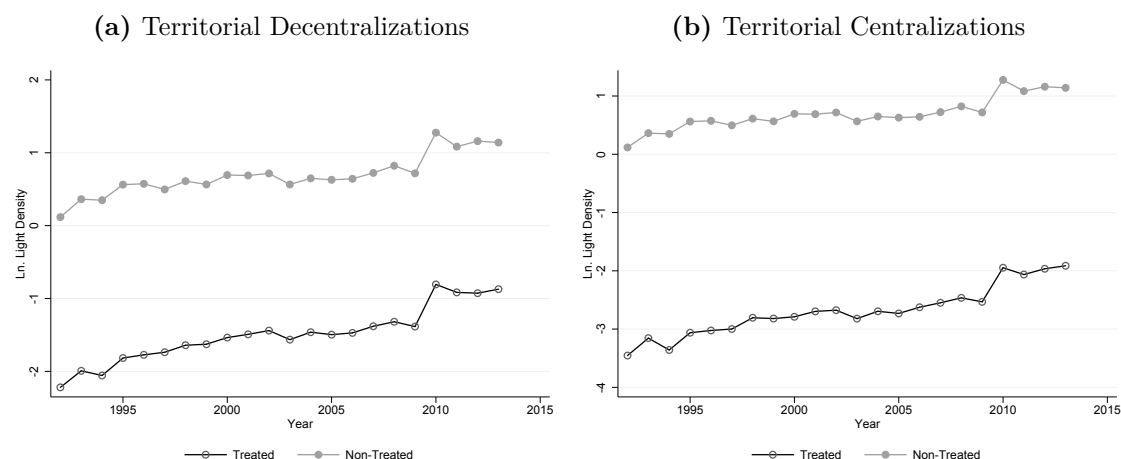 (a) Territorial Decentralizations
2
1
0
-1
-2
Ln. Light Density
1995
2000
2005
2010
2015
Year
Treated
Non-Treated
(b) Territorial Centralizations
1
0
-1
-2
-3
-4
Ln. Light Density
1995
2000
2005
2010
2015
Year
Treated
Non-Treated